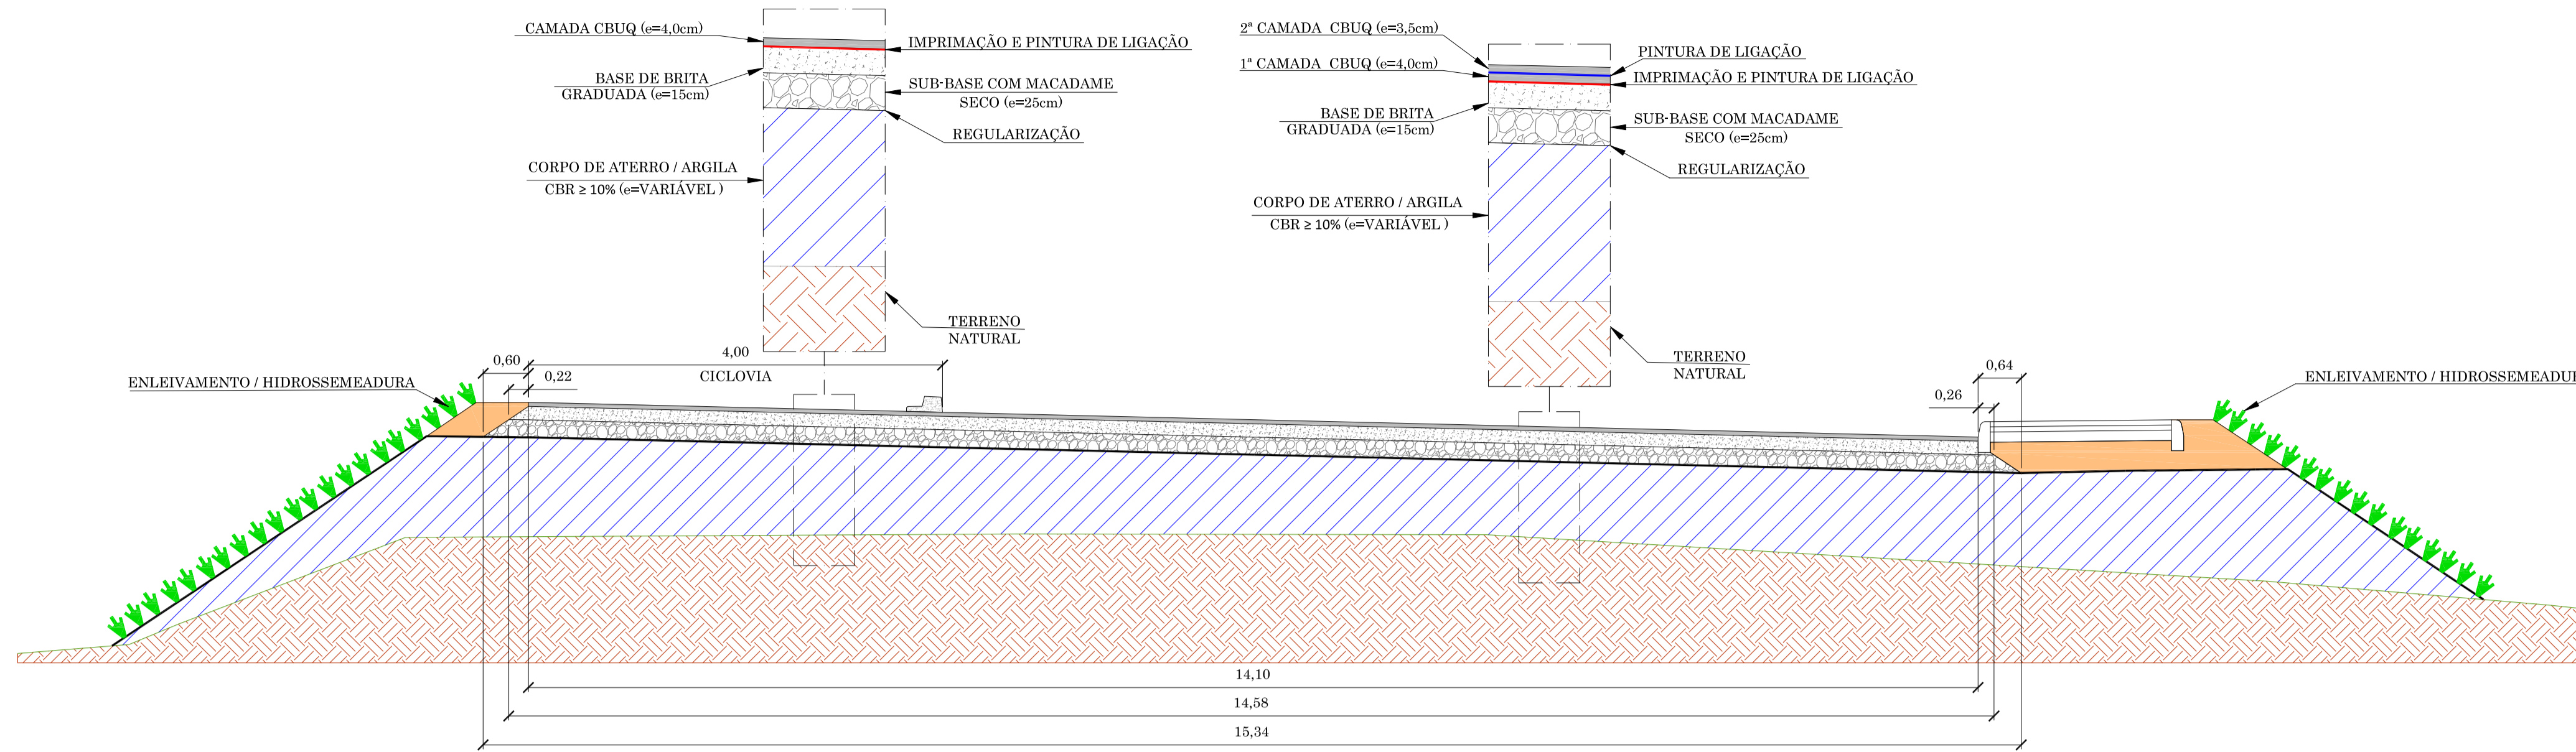 CAMADA CBUQ (e=4,0cm)
IMPRIMAÇÃO E PINTURA DE LIGAÇÃO
BASE DE BRITA
GRADUADA (e=15cm)
SUB-BASE COM MACADAME
SECO (e=25cm)
REGULARIZAÇÃO
CORPO DE ATERRO / ARGILA
CBR ≥ 10% (e=VARIÁVEL )
TERRENO
NATURAL
2ª CAMADA  CBUQ (e=3,5cm)
PINTURA DE LIGAÇÃO
1ª CAMADA  CBUQ (e=4,0cm)
IMPRIMAÇÃO E PINTURA DE LIGAÇÃO
BASE DE BRITA
GRADUADA (e=15cm)
SUB-BASE COM MACADAME
SECO (e=25cm)
REGULARIZAÇÃO
CORPO DE ATERRO / ARGILA
CBR ≥ 10% (e=VARIÁVEL )
TERRENO
NATURAL
ENLEIVAMENTO / HIDROSSEMEADURA
0,60
0,22
4,00
CICLOVIA
0,64
0,26
ENLEIVAMENTO / HIDROSSEMEADU
14,10
14,58
15,34